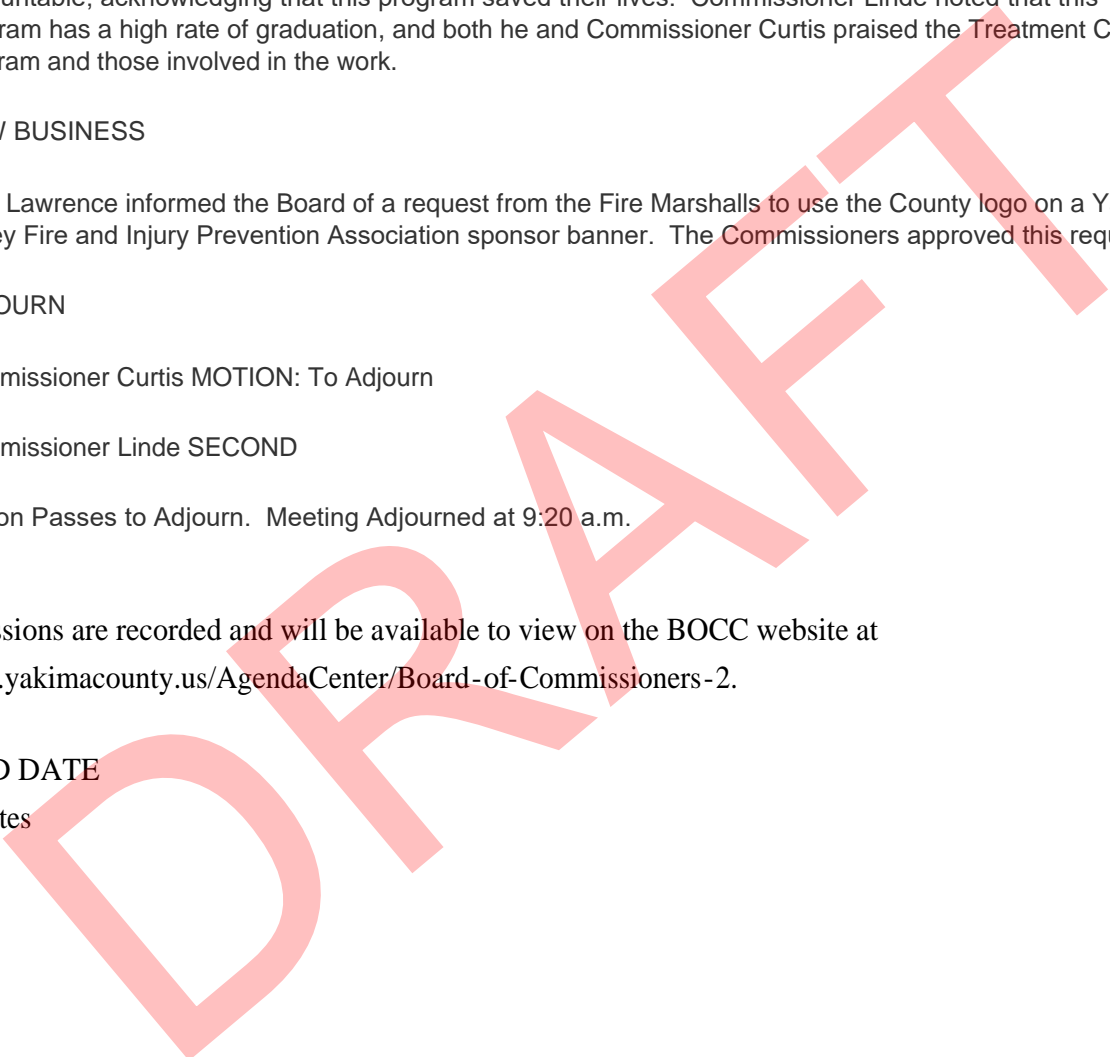 untable, acknowledging that this program saved their lives. Commissioner Linde noted that this
ram has a high rate of graduation, and both he and Commissioner Curtis praised the Treatment C
ram and those involved in the work.
/ BUSINESS
Lawrence informed the Board of a request from the Fire Marshalls to use the County logo on a Y
ey Fire and Injury Prevention Association sponsor banner. The Commissioners approved this requ
OURN
missioner Curtis MOTION: To Adjourn
missioner Linde SECOND
on Passes to Adjourn. Meeting Adjourned at 9:20 a.m.
ssions are recorded and will be available to view on the BOCC website at
.yakimacounty.us/AgendaCenter/Board-of-Commissioners-2.
D DATE
tes
DRAFT